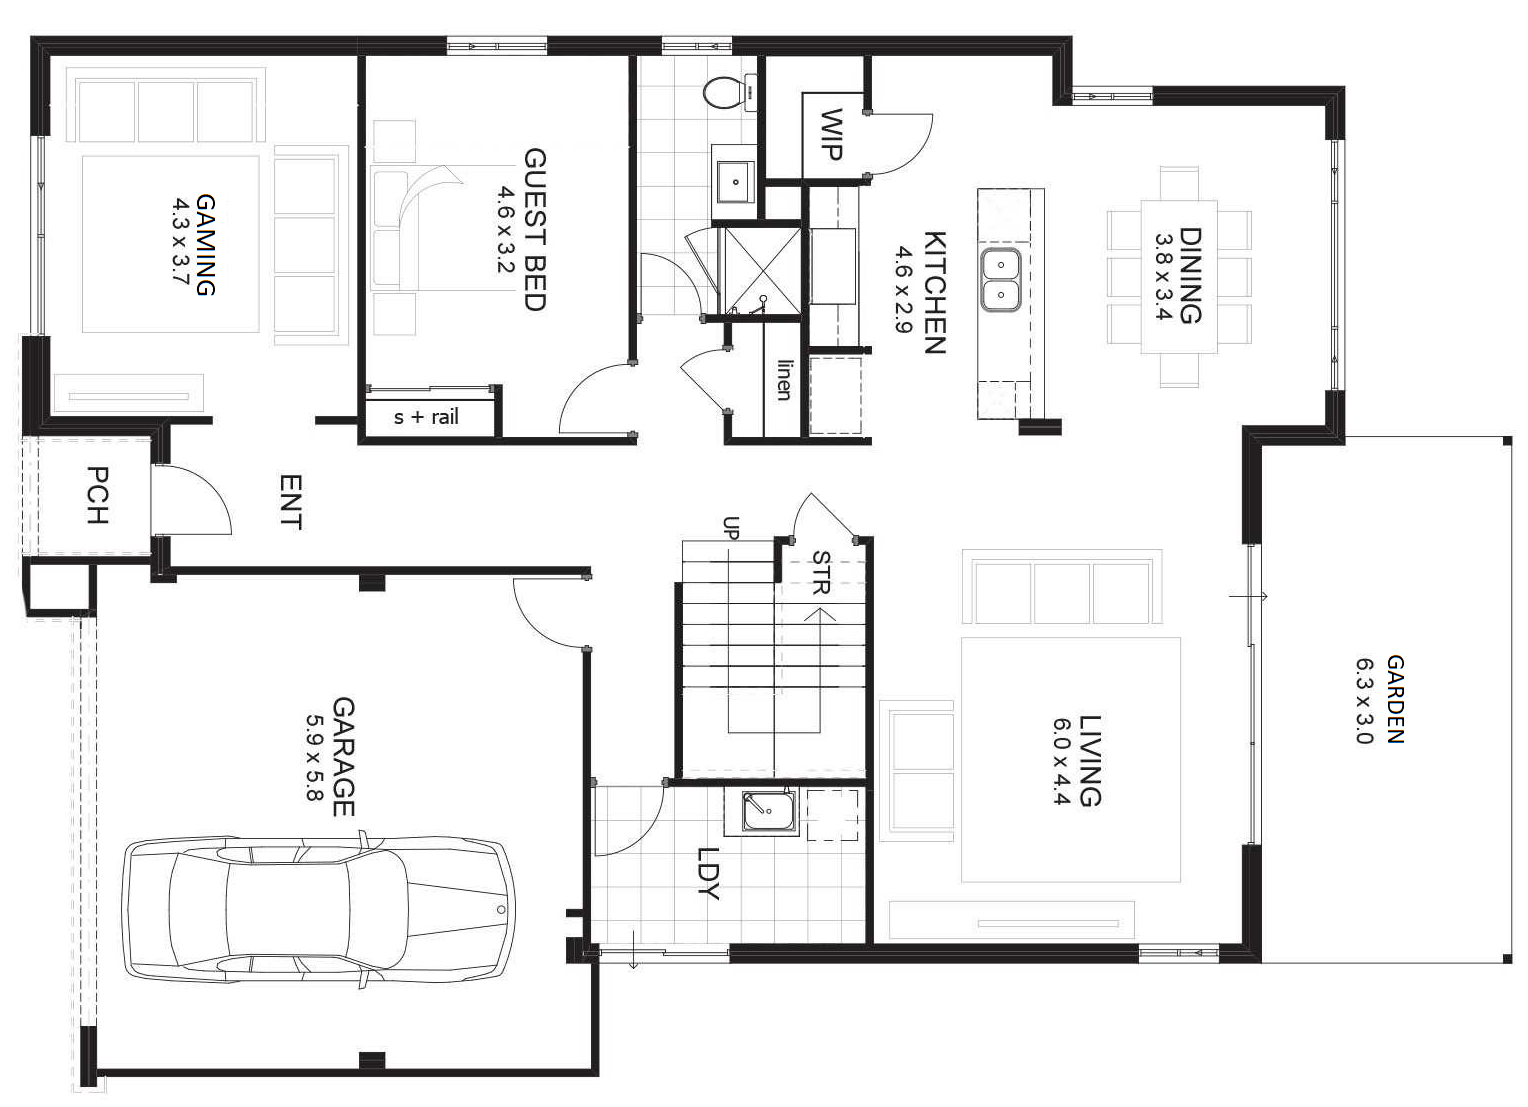 GAMING
4.3 x 3.7
GUEST BED
4.6 x 3.2
s + rail
WIP
KITCHEN
4.6 x 2.9
linen
DINING
3.8 x 3.4
PCH
ENT
UP
STR
GARAGE
5.9 x 5.8
LDY
LIVING
6.0 x 4.4
GARDEN
6.3 x 3.0